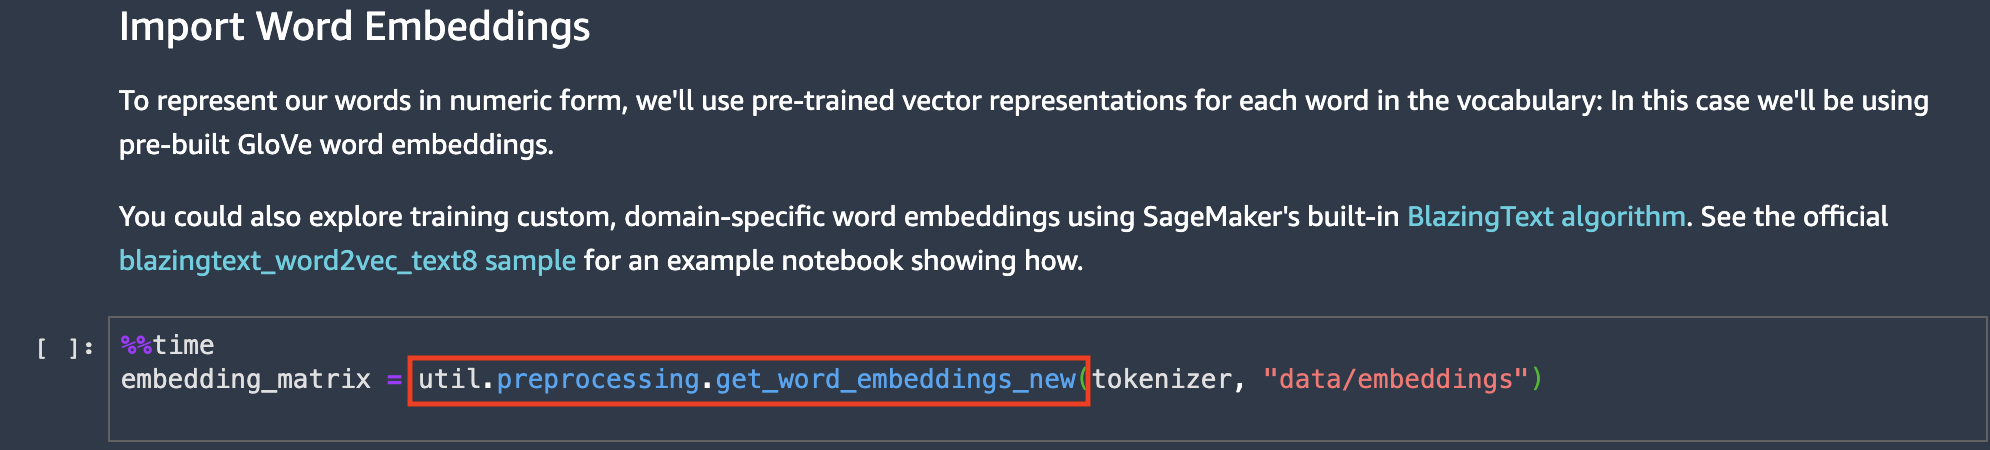 Import Word Embeddings
To represent our words in numeric form, we'll use pre-trained vector representations for each word in the vocabulary: In this case we'll be using
pre-built GloVe word embeddings.
You could also explore training custom, domain-specific word embeddings using SageMaker's built-in BlazingText algorithm. See the official
blazingtext_word2vec_text8 sample for an example notebook showing how.
[ ]: %%time
embedding_matrix = util.preprocessing.get_word_embeddings_new(tokenizer, "data/embeddings")